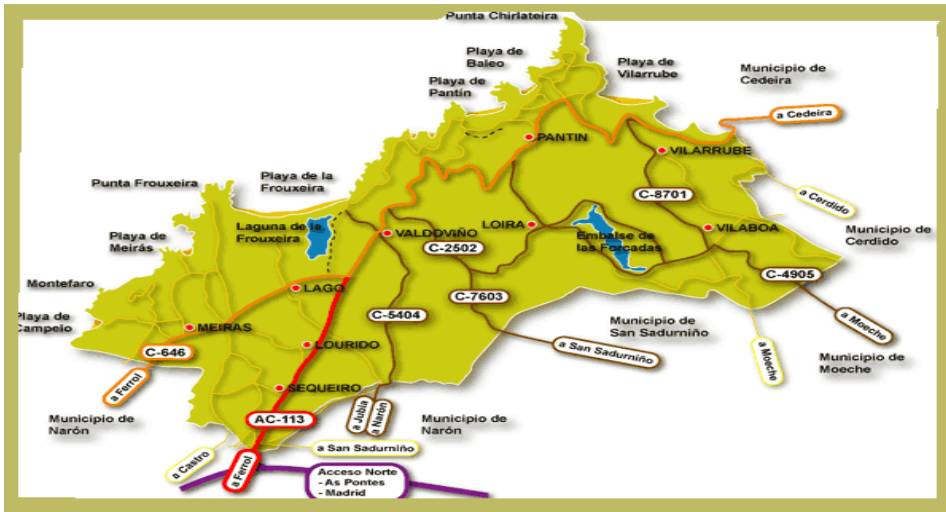 Punta Chirlateira
Playa de
Baleo
Playa de
Vilarrube
Municipio de
Cedeira
Playa de
Pantín
a Cedeira
PANTIN
VILARRUBE
Playa de la
Frouxeira
Punta Frouxeira
C-8701
a Cerdido
Laguna de la
Frouxeira
VALDOVIÑO
LOIRA
Embalse de
las Forcadas
VILABOA
Municipio de
Cerdido
Playa de
Meirás
C-2502
C-4905
Montefaro
LAGO
C-7603
Playa de
Campelo
MEIRAS
C-5404
Municipio de
San Sadurniño
a Moeche
LOURIDO
C-646
a San Sadurniño
a Moeche
Municipio de
Moeche
a Ferrol
SEQUEIRO
Municipio de
Narón
AC-113
a Jubia
a Narón
Municipio de
Narón
a Castro
a Ferrol
a San Sadurniño
Acceso Norte
- As Pontes
- Madrid